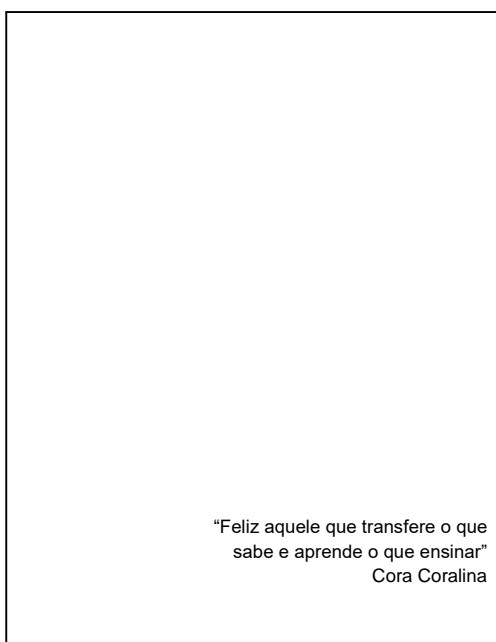 “Feliz aquele que transfere o que
sabe e aprende o que ensinar”
Cora Coralina